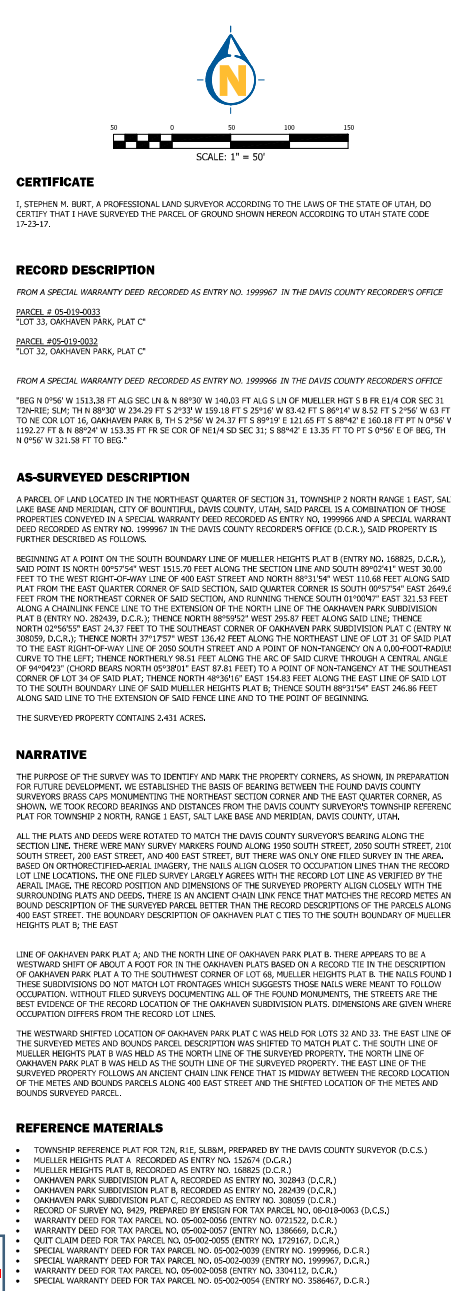 N
50 0 50 100 150
SCALE: 1" = 50'
CERTIFICATE
I, STEPHEN M. BURT, A PROFESSIONAL LAND SURVEYOR ACCORDING TO THE LAWS OF THE STATE OF UTAH, DO
CERTIFY THAT I HAVE SURVEYED THE PARCEL OF GROUND SHOWN HEREON ACCORDING TO UTAH STATE CODE
17-23-17.
RECORD DESCRIPTION
FROM A SPECIAL WARRANTY DEED RECORDED AS ENTRY NO. 1999967 IN THE DAVIS COUNTY RECORDER'S OFFICE
PARCEL # 05-019-0033
"LOT 33, OAKHAVEN PARK, PLAT C"
PARCEL #05-019-0032
"LOT 32, OAKHAVEN PARK, PLAT C"
FROM A SPECIAL WARRANTY DEED RECORDED AS ENTRY NO. 1999966 IN THE DAVIS COUNTY RECORDER'S OFFICE
"BEG N 0°56' W 1513.38 FT ALG SEC LN & N 88°30' W 140.03 FT ALG S LN OF MUELLER HGT S B FR E1/4 COR SEC 31
T2N-RIE; SLM; TH N 88°30' W 234.29 FT S 2°33' W 159.18 FT S 25°16' W 83.42 FT S 86°14' W 8.52 FT S 2°56' W 63 FT
TO NE COR LOT 16, OAKHAVEN PARK B, TH S 2°56' W 24.37 FT S 89°19' E 121.65 FT S 88°42' E 160.18 FT PT N 0°56' W
1192.27 FT & N 88°24' W 153.35 FT FR SE COR OF NE1/4 SD SEC 31; S 88°42' E 13.35 FT TO PT S 0°56' E OF BEG, TH
N 0°56' W 321.58 FT TO BEG."
AS-SURVEYED DESCRIPTION
A PARCEL OF LAND LOCATED IN THE NORTHEAST QUARTER OF SECTION 31, TOWNSHIP 2 NORTH RANGE 1 EAST, SAL
LAKE BASE AND MERIDIAN, CITY OF BOUNTIFUL, DAVIS COUNTY, UTAH, SAID PARCEL IS A COMBINATION OF THOSE
PROPERTIES CONVEYED IN A SPECIAL WARRANTY DEED RECORDED AS ENTRY NO. 1999966 AND A SPECIAL WARRANT
DEED RECORDED AS ENTRY NO. 1999967 IN THE DAVIS COUNTY RECORDER'S OFFICE (D.C.R.), SAID PROPERTY IS
FURTHER DESCRIBED AS FOLLOWS.
BEGINNING AT A POINT ON THE SOUTH BOUNDARY LINE OF MUELLER HEIGHTS PLAT B (ENTRY NO. 168825, D.C.R.),
SAID POINT IS NORTH 00°57'54" WEST 1515.70 FEET ALONG THE SECTION LINE AND SOUTH 89°02'41" WEST 30.00
FEET TO THE WEST RIGHT-OF-WAY LINE OF 400 EAST STREET AND NORTH 88°31'54" WEST 110.68 FEET ALONG SAID
PLAT FROM THE EAST QUARTER CORNER OF SAID SECTION, SAID QUARTER CORNER IS SOUTH 00°57'54" EAST 2649.6
FEET FROM THE NORTHEAST CORNER OF SAID SECTION, AND RUNNING THENCE SOUTH 01°00'47" EAST 321.53 FEET
ALONG A CHAINLINK FENCE LINE TO THE EXTENSION OF THE NORTH LINE OF THE OAKHAVEN PARK SUBDIVISION
PLAT B (ENTRY NO. 282439, D.C.R.); THENCE NORTH 88°59'52" WEST 295.87 FEET ALONG SAID LINE; THENCE
NORTH 02°56'55" EAST 24.37 FEET TO THE SOUTHEAST CORNER OF OAKHAVEN PARK SUBDIVISION PLAT C (ENTRY NO
308059, D.C.R.); THENCE NORTH 37°17'57" WEST 136.42 FEET ALONG THE NORTHEAST LINE OF LOT 31 OF SAID PLAT
TO THE EAST RIGHT-OF-WAY LINE OF 2050 SOUTH STREET AND A POINT OF NON-TANGENCY ON A 0.00-FOOT-RADIUS
CURVE TO THE LEFT; THENCE NORTHERLY 98.51 FEET ALONG THE ARC OF SAID CURVE THROUGH A CENTRAL ANGLE
OF 94°04'23" (CHORD BEARS NORTH 05°38'01" EAST 87.81 FEET) TO A POINT OF NON-TANGENCY AT THE SOUTHEAST
CORNER OF LOT 34 OF SAID PLAT; THENCE NORTH 48°36'16" EAST 154.83 FEET ALONG THE EAST LINE OF SAID LOT
TO THE SOUTH BOUNDARY LINE OF SAID MUELLER HEIGHTS PLAT B; THENCE SOUTH 88°31'54" EAST 246.86 FEET
ALONG SAID LINE TO THE EXTENSION OF SAID FENCE LINE AND TO THE POINT OF BEGINNING.
THE SURVEYED PROPERTY CONTAINS 2.431 ACRES.
NARRATIVE
THE PURPOSE OF THE SURVEY WAS TO IDENTIFY AND MARK THE PROPERTY CORNERS, AS SHOWN, IN PREPARATION
FOR FUTURE DEVELOPMENT. WE ESTABLISHED THE BASIS OF BEARING BETWEEN THE FOUND DAVIS COUNTY
SURVEYORS BRASS CAPS MONUMENTING THE NORTHEAST SECTION CORNER AND THE EAST QUARTER CORNER, AS
SHOWN. WE TOOK RECORD BEARINGS AND DISTANCES FROM THE DAVIS COUNTY SURVEYOR'S TOWNSHIP REFERENC
PLAT FOR TOWNSHIP 2 NORTH, RANGE 1 EAST, SALT LAKE BASE AND MERIDIAN, DAVIS COUNTY, UTAH.
ALL THE PLATS AND DEEDS WERE ROTATED TO MATCH THE DAVIS COUNTY SURVEYOR'S BEARING ALONG THE
SECTION LINE. THERE WERE MANY SURVEY MARKERS FOUND ALONG 1950 SOUTH STREET, 2050 SOUTH STREET, 2100
SOUTH STREET, 200 EAST STREET, AND 400 EAST STREET, BUT THERE WAS ONLY ONE FILED SURVEY IN THE AREA.
BASED ON ORTHORECTIFIED-AERIAL IMAGERY, THE NAILS ALIGN CLOSER TO OCCUPATION LINES THAN THE RECORD
LOT LINE LOCATIONS. THE ONE FILED SURVEY LARGELY AGREES WITH THE RECORD LOT LINE AS VERIFIED BY THE
AERAIL IMAGE. THE RECORD POSITION AND DIMENSIONS OF THE SURVEYED PROPERTY ALIGN CLOSELY WITH THE
SURROUNDING PLATS AND DEEDS. THERE IS AN ANCIENT CHAIN LINK FENCE THAT MATCHES THE RECORD METES AN
BOUND DESCRIPTION OF THE SURVEYED PARCEL BETTER THAN THE RECORD DESCRIPTIONS OF THE PARCELS ALONG
400 EAST STREET. THE BOUNDARY DESCRIPTION OF OAKHAVEN PLAT C TIES TO THE SOUTH BOUNDARY OF MUELLER
HEIGHTS PLAT B; THE EAST
LINE OF OAKHAVEN PARK PLAT A; AND THE NORTH LINE OF OAKHAVEN PARK PLAT B. THERE APPEARS TO BE A
WESTWARD SHIFT OF ABOUT A FOOT FOR IN THE OAKHAVEN PLATS BASED ON A RECORD TIE IN THE DESCRIPTION
OF OAKHAVEN PARK PLAT A TO THE SOUTHWEST CORNER OF LOT 68, MUELLER HEIGHTS PLAT B. THE NAILS FOUND I
THESE SUBDIVISIONS DO NOT MATCH LOT FRONTAGES WHICH SUGGESTS THOSE NAILS WERE MEANT TO FOLLOW
OCCUPATION. WITHOUT FILED SURVEYS DOCUMENTING ALL OF THE FOUND MONUMENTS, THE STREETS ARE THE
BEST EVIDENCE OF THE RECORD LOCATION OF THE OAKHAVEN SUBDIVISION PLATS. DIMENSIONS ARE GIVEN WHERE
OCCUPATION DIFFERS FROM THE RECORD LOT LINES.
THE WESTWARD SHIFTED LOCATION OF OAKHAVEN PLAT C WAS HELD FOR LOTS 32 AND 33. THE EAST LINE OF
THE SURVEYED METES AND BOUNDS PARCEL DESCRIPTION WAS SHIFTED TO MATCH PLAT C. THE SOUTH LINE OF
MUELLER HEIGHTS PLAT B WAS HELD AS THE NORTH LINE OF THE SURVEYED PROPERTY. THE NORTH LINE OF
OAKHAVEN PARK PLAT B WAS HELD AS THE SOUTH LINE OF THE SURVEYED PROPERTY. THE EAST LINE OF THE
SURVEYED PROPERTY FOLLOWS AN ANCIENT CHAIN LINK FENCE THAT IS MIDWAY BETWEEN THE RECORD LOCATION
OF THE METES AND BOUNDS PARCELS ALONG 400 EAST STREET AND THE SHIFTED LOCATION OF THE METES AND
BOUNDS SURVEYED PARCEL.
REFERENCE MATERIALS
• TOWNSHIP REFERENCE PLAT FOR T2N, R1E, SLB&M, PREPARED BY THE DAVIS COUNTY SURVEYOR (D.C.S.)
• MUELLER HEIGHTS PLAT A RECORDED AS ENTRY NO. 152674 (D.C.R.)
• MUELLER HEIGHTS PLAT B, RECORDED AS ENTRY NO. 168825 (D.C.R.)
• OAKHAVEN PARK SUBDIVISION PLAT A, RECORDED AS ENTRY NO. 302843 (D.C.R.)
• OAKHAVEN PARK SUBDIVISION PLAT B, RECORDED AS ENTRY NO. 282439 (D.C.R.)
• OAKHAVEN PARK SUBDIVISION PLAT C, RECORDED AS ENTRY NO. 308059 (D.C.R.)
• RECORD OF SURVEY NO. 8429, PREPARED BY ENSIGN FOR TAX PARCEL NO. 08-018-0063 (D.C.S.)
• WARRANTY DEED FOR TAX PARCEL NO. 05-002-0056 (ENTRY NO. 0721522, D.C.R.)
• WARRANTY DEED FOR TAX PARCEL NO. 05-002-0057 (ENTRY NO. 1386669, D.C.R.)
• QUIT CLAIM DEED FOR TAX PARCEL NO. 05-002-0055 (ENTRY NO. 1729167, D.C.R.)
• SPECIAL WARRANTY DEED FOR TAX PARCEL NO. 05-002-0039 (ENTRY NO. 1999966, D.C.R.)
• SPECIAL WARRANTY DEED FOR TAX PARCEL NO. 05-002-0039 (ENTRY NO. 1999967, D.C.R.)
• WARRANTY DEED FOR TAX PARCEL NO. 05-002-0058 (ENTRY NO. 3304112, D.C.R.)
• SPECIAL WARRANTY DEED FOR TAX PARCEL NO. 05-002-0054 (ENTRY NO. 3586467, D.C.R.)